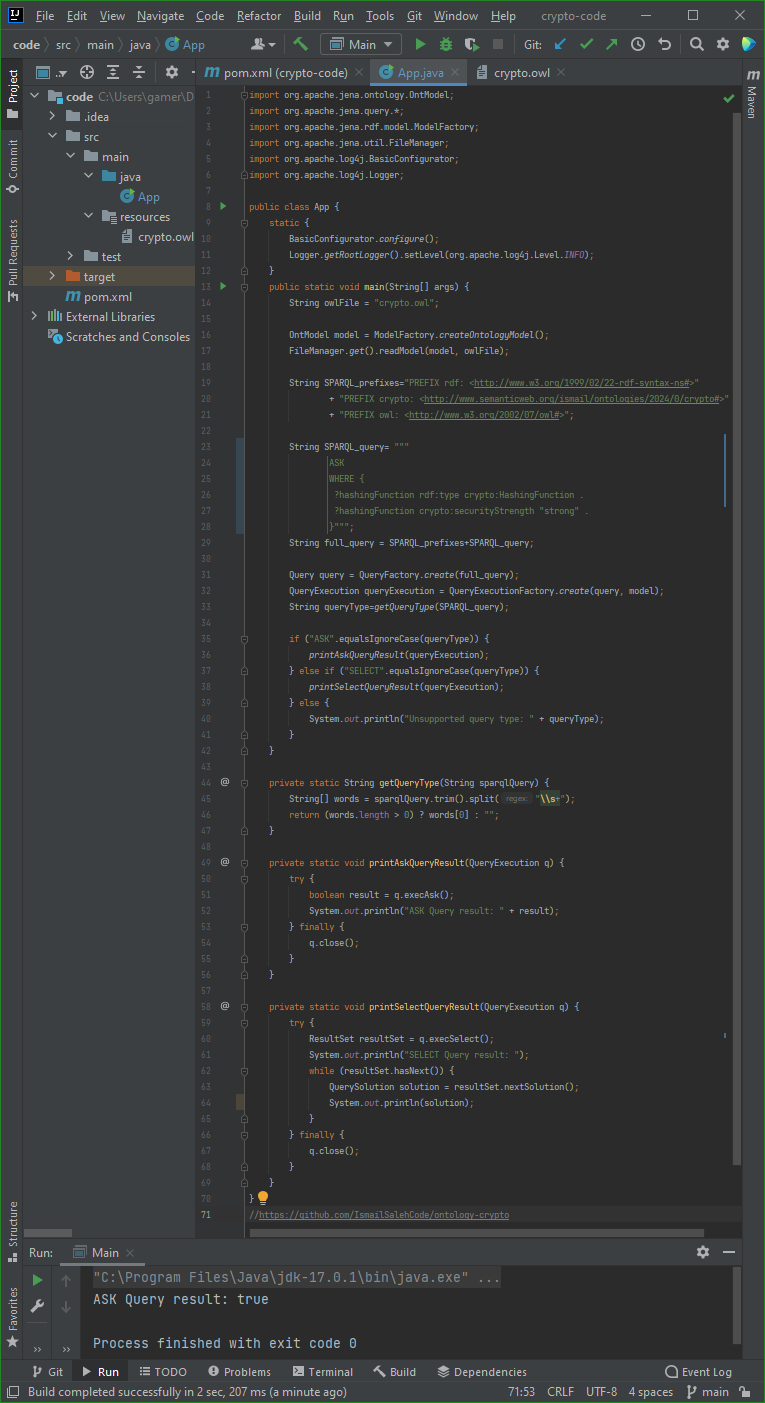 File Edit View Navigate Code Refactor Build Run Tools Git Window Help crypto-code
code src main java App Main Git:
Project pom.xml (crypto-code) App.java crypto.owl
code C:\Users\gamer\D
.idea
src
main
java
App
resources
crypto.owl
test
target
pom.xml
External Libraries
Scratches and Consoles
Project
Commit
Pull Requests
Structure
Favorites
Maven
1 import org.apache.jena.ontology.OntModel;
2 import org.apache.jena.query.*;
3 import org.apache.jena.rdf.model.ModelFactory;
4 import org.apache.jena.util.FileManager;
5 import org.apache.log4j.BasicConfigurator;
6 import org.apache.log4j.Logger;
7
8 public class App {
9 static {
10 BasicConfigurator.configure();
11 Logger.getRootLogger().setLevel(org.apache.log4j.Level.INFO);
12 }
13 public static void main(String[] args) {
14 String owlFile = "crypto.owl";
15
16 OntModel model = ModelFactory.createOntologyModel();
17 FileManager.get().readModel(model, owlFile);
18
19 String SPARQL_prefixes="PREFIX rdf: <http://www.w3.org/1999/02/22-rdf-syntax-ns#>"
20 + "PREFIX crypto: <http://www.semanticweb.org/ismail/ontologies/2024/0/crypto#>"
21 + "PREFIX owl: <http://www.w3.org/2002/07/owl#>";
22
23 String SPARQL_query= """
24 ASK
25 WHERE {
26 ?hashingFunction rdf:type crypto:HashingFunction .
27 ?hashingFunction crypto:securityStrength "strong" .
28 }""";
29 String full_query = SPARQL_prefixes+SPARQL_query;
30
31 Query query = QueryFactory.create(full_query);
32 QueryExecution queryExecution = QueryExecutionFactory.create(query, model);
33 String queryType=getQueryType(SPARQL_query);
34
35 if ("ASK".equalsIgnoreCase(queryType)) {
36 printAskQueryResult(queryExecution);
37 } else if ("SELECT".equalsIgnoreCase(queryType)) {
38 printSelectQueryResult(queryExecution);
39 } else {
40 System.out.println("Unsupported query type: " + queryType);
41 }
42 }
43
44 @ private static String getQueryType(String sparqlQuery) {
45 String[] words = sparqlQuery.trim().split( regex: "\\s+");
46 return (words.length > 0) ? words[0] : "";
47 }
48
49 @ private static void printAskQueryResult(QueryExecution q) {
50 try {
51 boolean result = q.execAsk();
52 System.out.println("ASK Query result: " + result);
53 } finally {
54 q.close();
55 }
56 }
57
58 @ private static void printSelectQueryResult(QueryExecution q) {
59 try {
60 ResultSet resultSet = q.execSelect();
61 System.out.println("SELECT Query result: ");
62 while (resultSet.hasNext()) {
63 QuerySolution solution = resultSet.nextSolution();
64 System.out.println(solution);
65 }
66 } finally {
67 q.close();
68 }
69 }
70 }
71 //https://github.com/IsmailSalehCode/ontology-crypto
Run: Main
"C:\Program Files\Java\jdk-17.0.1\bin\java.exe" ...
ASK Query result: true
Process finished with exit code 0
Git Run TODO Problems Terminal Build Dependencies Event Log
Build completed successfully in 2 sec, 207 ms (a minute ago) 71:53 CRLF UTF-8 4 spaces main